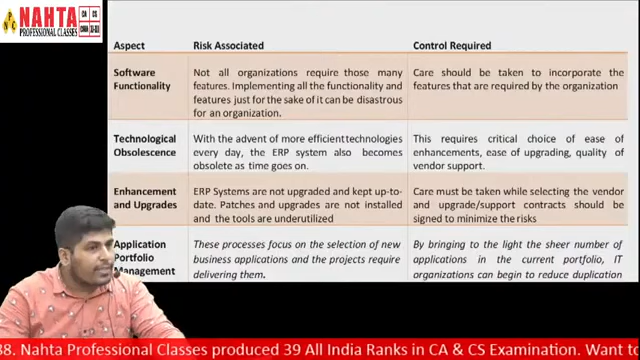 NAHTA
PROFESSIONAL CLASSES
CA CS
CMA XI-XII
Aspect Risk Associated Control Required
Software Not all organizations require those many Care should be taken to incorporate the
Functionality features. Implementing all the functionality and features that are required by the organization
features just for the sake of it can be disastrous
for an organization.
Technological With the advent of more efficient technologies This requires critical choice of ease of
Obsolescence every day, the ERP system also becomes enhancements, ease of upgrading, quality of
obsolete as time goes on. vendor support.
Enhancement ERP Systems are not upgraded and kept up-to- Care must be taken while selecting the vendor
and Upgrades date. Patches and upgrades are not installed and upgrade/support contracts should be
and the tools are underutilized signed to minimize the risks
Application These processes focus on the selection of new By bringing to the light the sheer number of
Portfolio business applications and the projects require applications in the current portfolio, IT
Management delivering them. organizations can begin to reduce duplication
38. Nahta Professional Classes produced 39 All India Ranks in CA & CS Examination. Want to